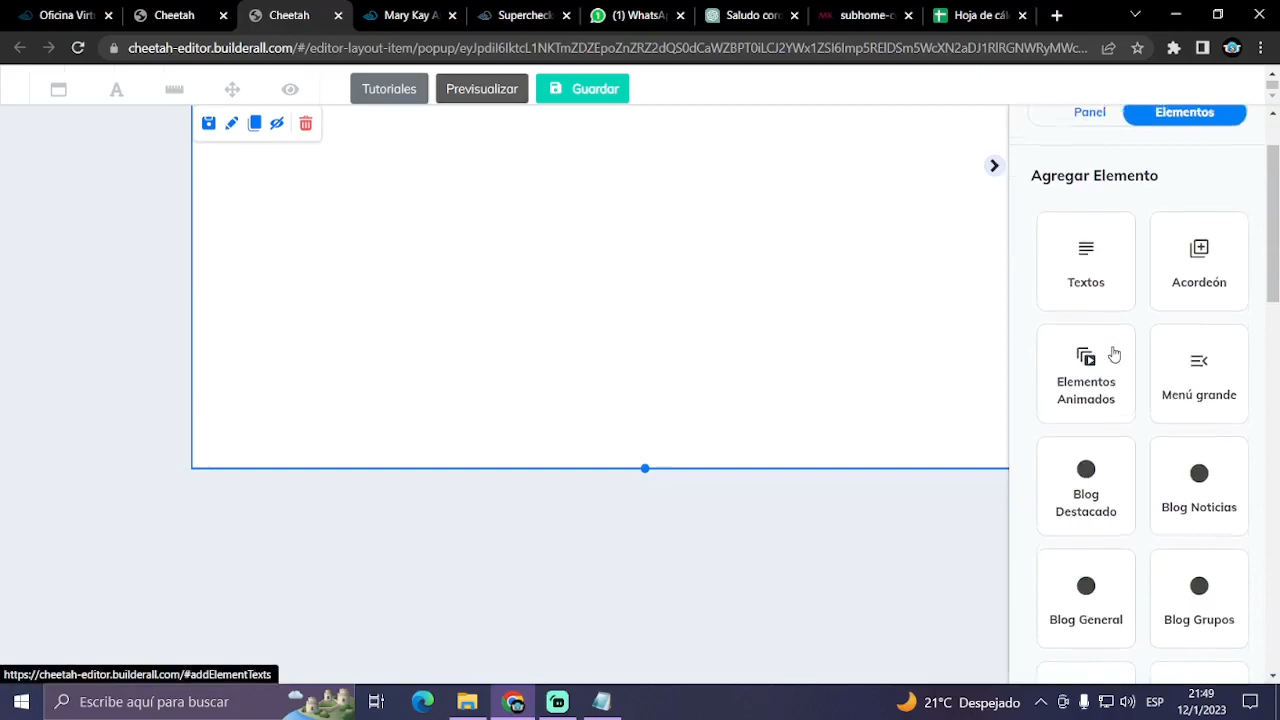 Oficina Virtu
Cheetah
Cheetah
Mary Kay A
Supercheck
(1) WhatsA
Saludo cor
subhome-c
Hoja de cál
cheetah-editor.builderall.com/#/editor-layout-item/popup/
Tutoriales
Previsualizar
Guardar
Panel
Elementos
Agregar Elemento
Textos
Acordeón
Elementos
Animados
Menú grande
Blog
Destacado
Blog Noticias
Blog General
Blog Grupos
https://cheetah-editor.builderall.com/#addElementTexts
Escribe aquí para buscar
21°C Despejado
ESP
21:49
12/1/2023